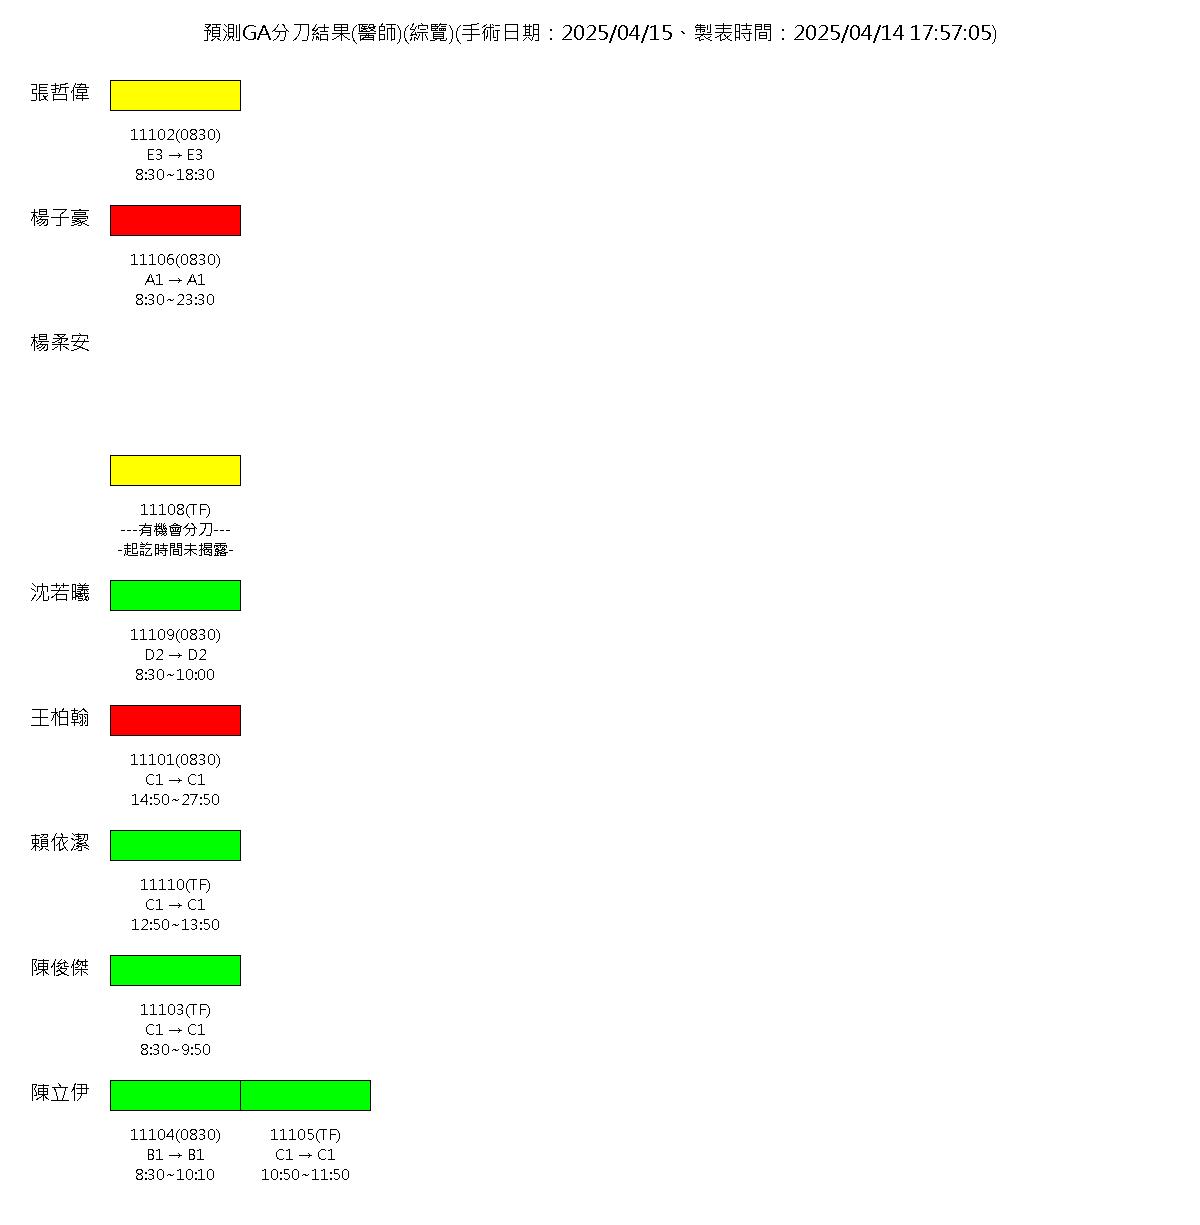 預測GA分刀結果(醫師)(綜覽)(手術日期：2025/04/15、製表時間：2025/04/14 17:57:05)
張哲偉
11102(0830)
E3 → E3
8:30~18:30
楊子豪
11106(0830)
A1 → A1
8:30~23:30
楊柔安
11108(TF)
---有機會分刀---
-起訖時間未揭露-
沈若曦
11109(0830)
D2 → D2
8:30~10:00
王柏翰
11101(0830)
C1 → C1
14:50~27:50
賴依潔
11110(TF)
C1 → C1
12:50~13:50
陳俊傑
11103(TF)
C1 → C1
8:30~9:50
陳立伊
11104(0830)
B1 → B1
8:30~10:10
11105(TF)
C1 → C1
10:50~11:50